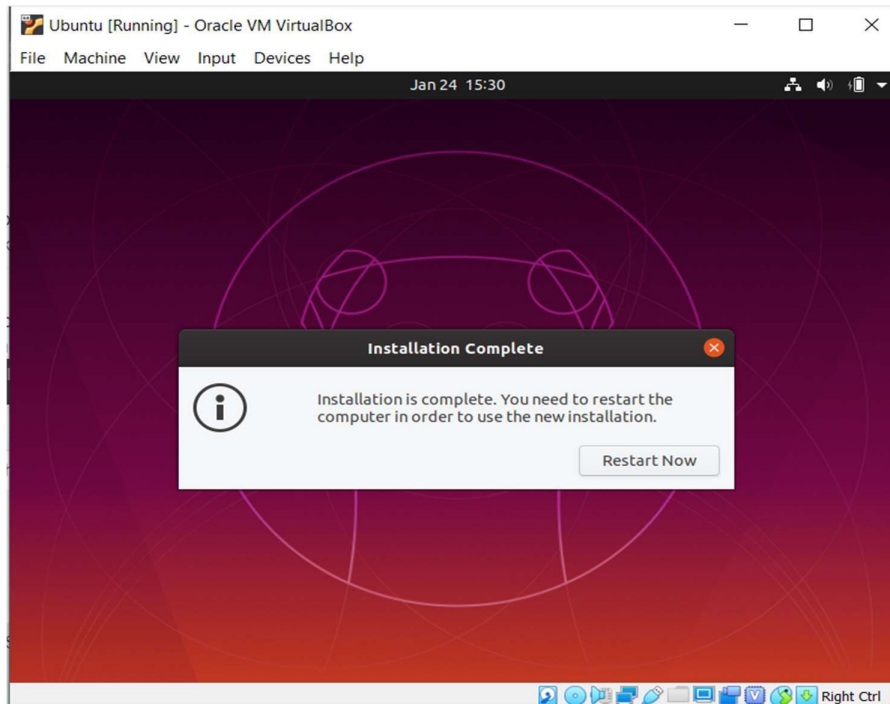 Ubuntu [Running] - Oracle VM VirtualBox
File Machine View Input Devices Help
Jan 24 15:30
Installation Complete
Installation is complete. You need to restart the
computer in order to use the new installation.
Restart Now
Right Ctrl